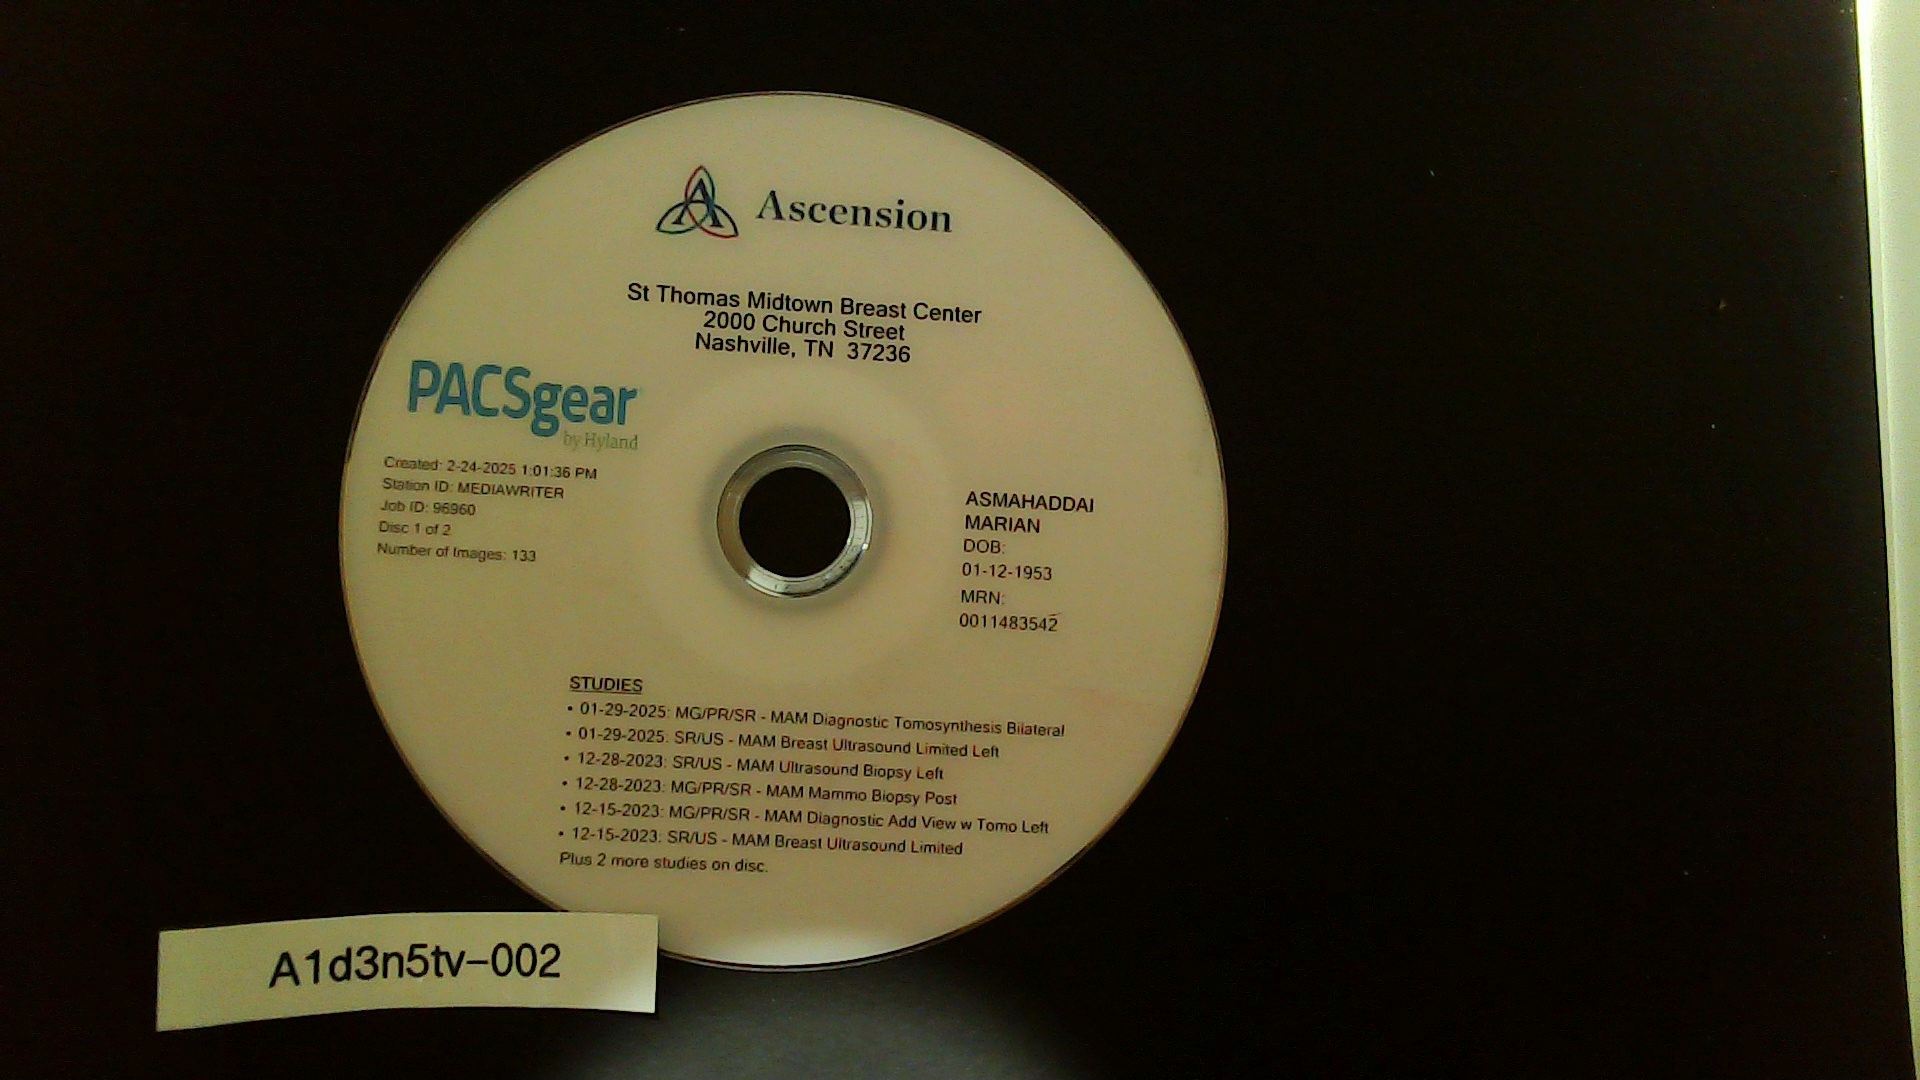 Ascension
St Thomas Midtown Breast Center
2000 Church Street
Nashville, TN 37236
PACSgear
by Hyland
Created: 2-24-2025 1:01:36 PM
Station ID: MEDIAWRITER
Job ID: 96960
Disc 1 of 2
Number of Images: 133
ASMAHADDAI
MARIAN
DOB:
01-12-1953
MRN:
0011483542
STUDIES
• 01-29-2025: MG/PR/SR - MAM Diagnostic Tomosynthesis Bilateral
• 01-29-2025: SR/US - MAM Breast Ultrasound Limited Left
• 12-28-2023: SR/US - MAM Ultrasound Biopsy Left
• 12-28-2023: MG/PR/SR - MAM Mammo Biopsy Post
• 12-15-2023: MG/PR/SR - MAM Diagnostic Add View w Tomo Left
• 12-15-2023: SR/US - MAM Breast Ultrasound Limited
Plus 2 more studies on disc.
A1d3n5tv-002